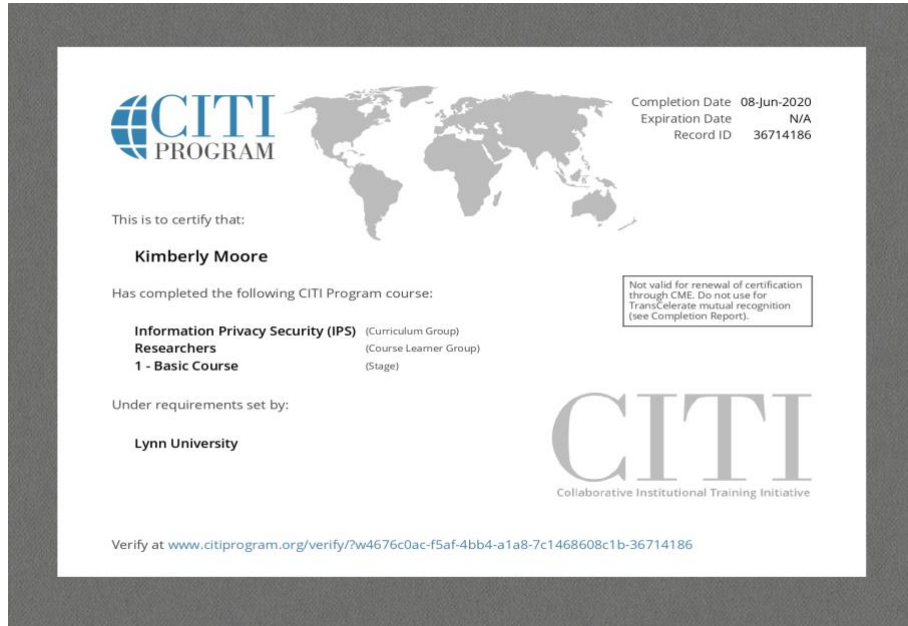 CITI
PROGRAM
Completion Date 08-Jun-2020
Expiration Date N/A
Record ID 36714186
This is to certify that:
Kimberly Moore
Has completed the following CITI Program course:
Not valid for renewal of certification
through CME. Do not use for
TransCelerate mutual recognition
(see Completion Report).
Information Privacy Security (IPS) (Curriculum Group)
Researchers (Course Learner Group)
1 - Basic Course (Stage)
Under requirements set by:
Lynn University
CITI
Collaborative Institutional Training Initiative
Verify at www.citiprogram.org/verify/?w4676c0ac-f5af-4bb4-a1a8-7c1468608c1b-36714186